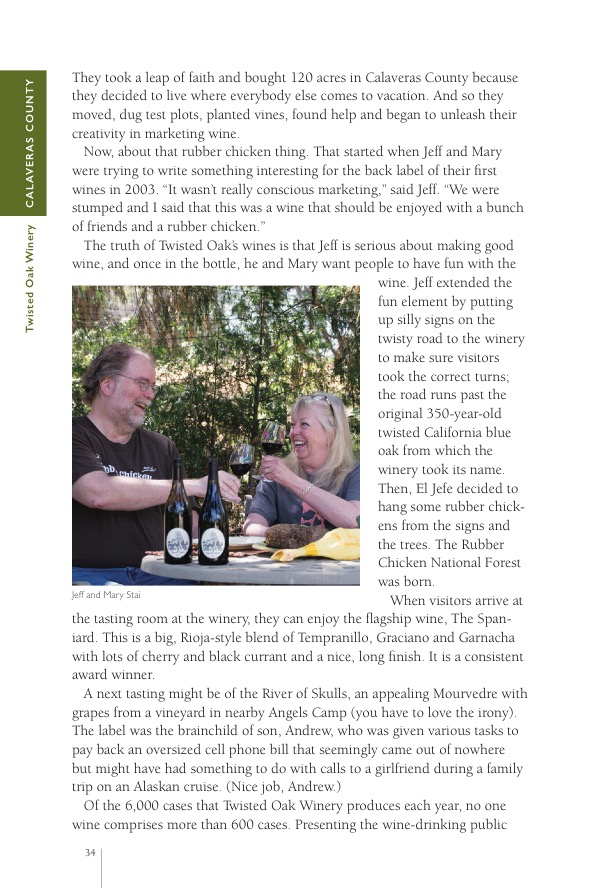 CALAVERAS COUNTY
Twisted Oak Winery
They took a leap of faith and bought 120 acres in Calaveras County because
they decided to live where everybody else comes to vacation. And so they
moved, dug test plots, planted vines, found help and began to unleash their
creativity in marketing wine.
Now, about that rubber chicken thing. That started when Jeff and Mary
were trying to write something interesting for the back label of their first
wines in 2003. “It wasn’t really conscious marketing,” said Jeff. “We were
stumped and I said that this was a wine that should be enjoyed with a bunch
of friends and a rubber chicken.”
The truth of Twisted Oak’s wines is that Jeff is serious about making good
wine, and once in the bottle, he and Mary want people to have fun with the
wine. Jeff extended the
fun element by putting
up silly signs on the
twisty road to the winery
to make sure visitors
took the correct turns;
the road runs past the
original 350-year-old
twisted California blue
oak from which the
winery took its name.
Then, El Jefe decided to
hang some rubber chick-
ens from the signs and
the trees. The Rubber
Chicken National Forest
was born.
chicken
Jeff and Mary Stai
When visitors arrive at
the tasting room at the winery, they can enjoy the flagship wine, The Span-
iard. This is a big, Rioja-style blend of Tempranillo, Graciano and Garnacha
with lots of cherry and black currant and a nice, long finish. It is a consistent
award winner.
A next tasting might be of the River of Skulls, an appealing Mourvedre with
grapes from a vineyard in nearby Angels Camp (you have to love the irony).
The label was the brainchild of son, Andrew, who was given various tasks to
pay back an oversized cell phone bill that seemingly came out of nowhere
but might have had something to do with calls to a girlfriend during a family
trip on an Alaskan cruise. (Nice job, Andrew.)
Of the 6,000 cases that Twisted Oak Winery produces each year, no one
wine comprises more than 600 cases. Presenting the wine-drinking public
34